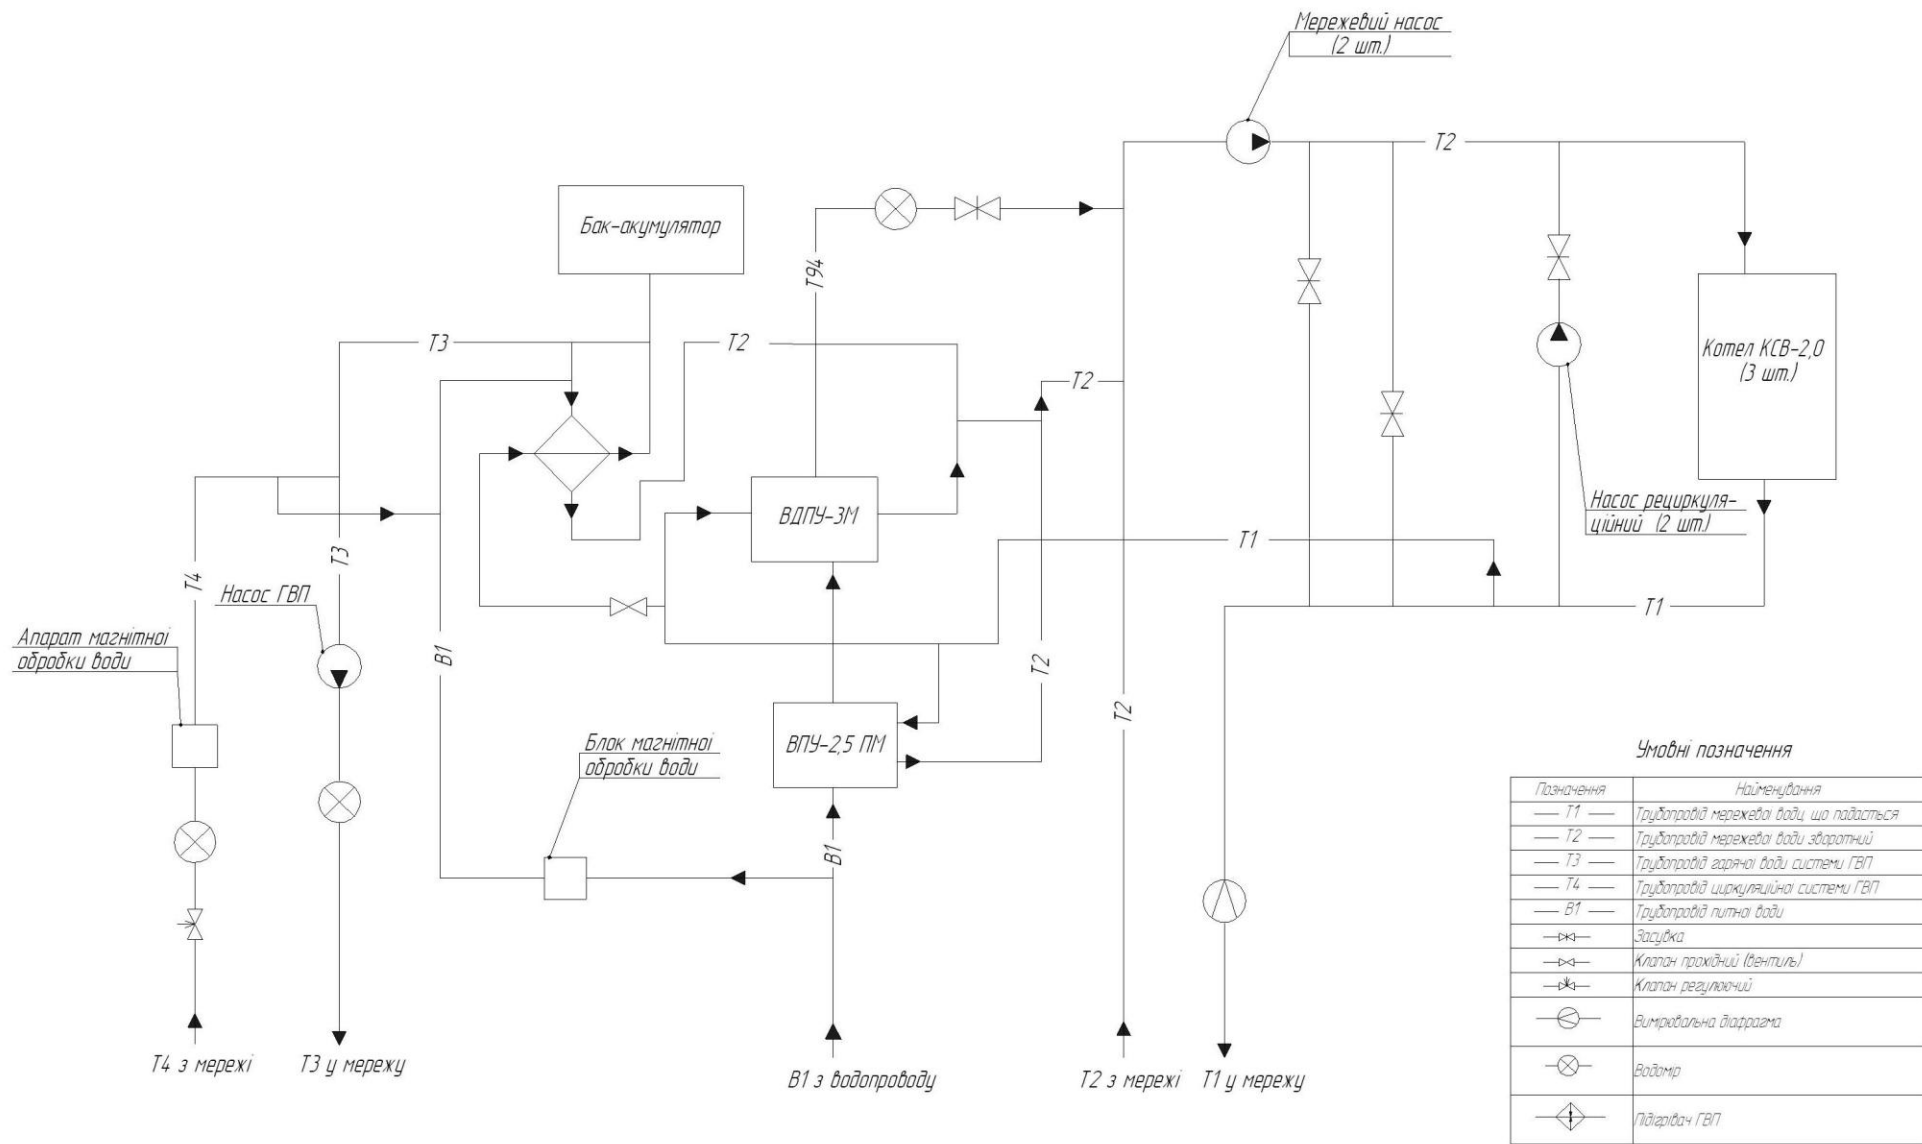 Мережевий насос
(2 шт.)
Т2
Бак-акумулятор
Т94
Т3
Т2
Т2
Котел КСВ-2,0
(3 шт.)
ВДПУ-3М
Насос рециркуля-
ційний (2 шт)
Т1
Т3
Т4
Насос ГВП
Т1
Апарат магнітної
обробки води
В1
Т2
Т2
ВПУ-2,5 ПМ
Блок магнітної
обробки води
В1
Т4 з мережі
Т3 у мережу
В1 з водопроводу
Т2 з мережі
Т1 у мережу
Умовні позначення
Позначення Найменування
Т1 Трубопровід мережевої води, що подається
Т2 Трубопровід мережевої води зворотний
Т3 Трубопровід гарячої води системи ГВП
Т4 Трубопровід циркуляційної системи ГВП
В1 Трубопровід питної води
Засувка
Клапан прохідний (вентиль)
Клапан регулюючий
Вимірювальна діафрагма
Водомір
Підігрівач ГВП